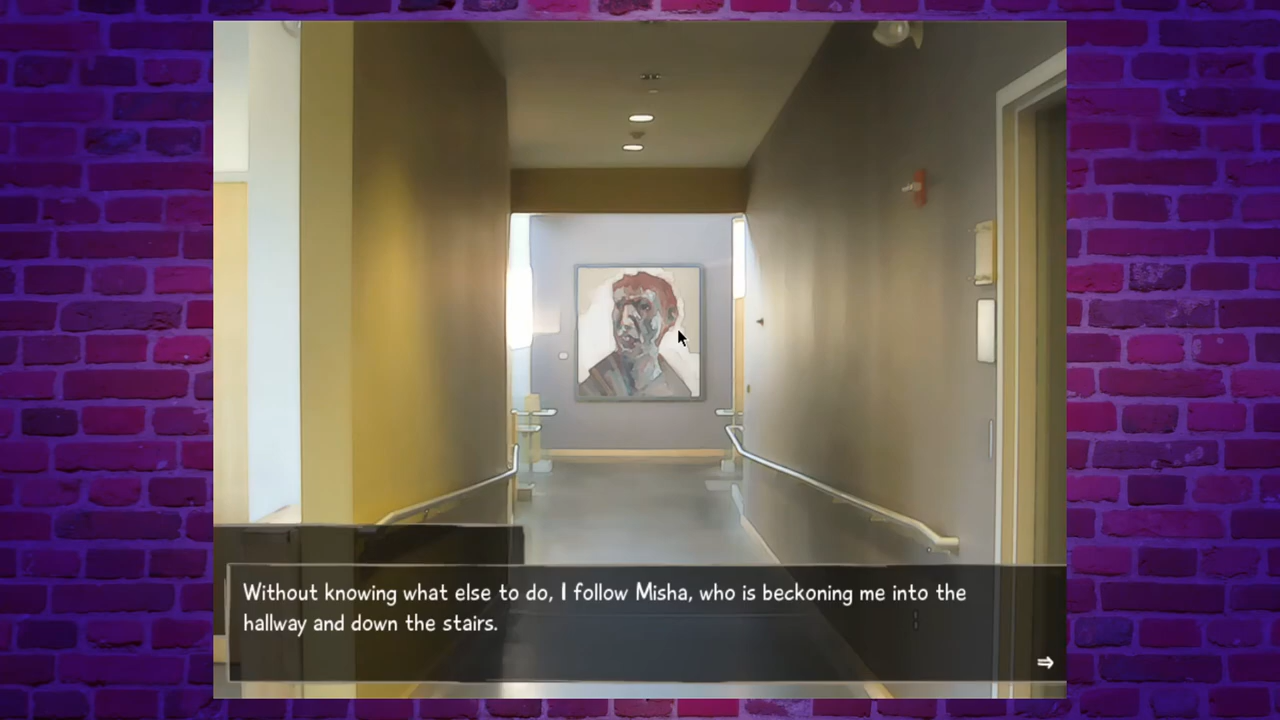 Without knowing what else to do, I follow Misha, who is beckoning me into the
hallway and down the stairs.